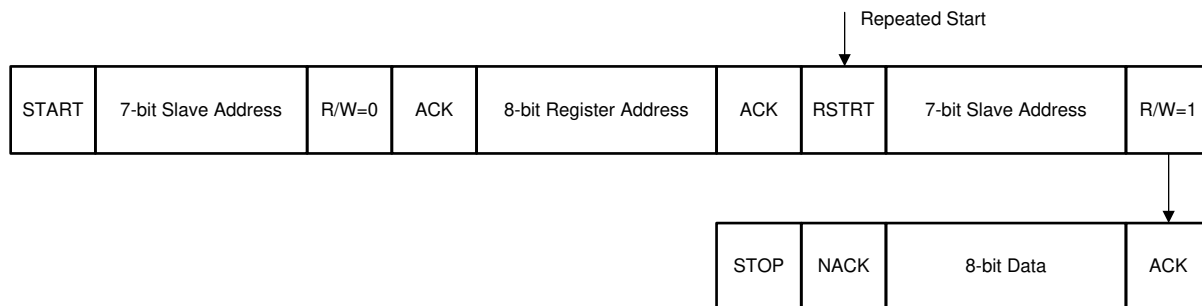 Repeated Start
START 7-bit Slave Address R/W=0 ACK 8-bit Register Address ACK RSTRT 7-bit Slave Address R/W=1
STOP NACK 8-bit Data ACK